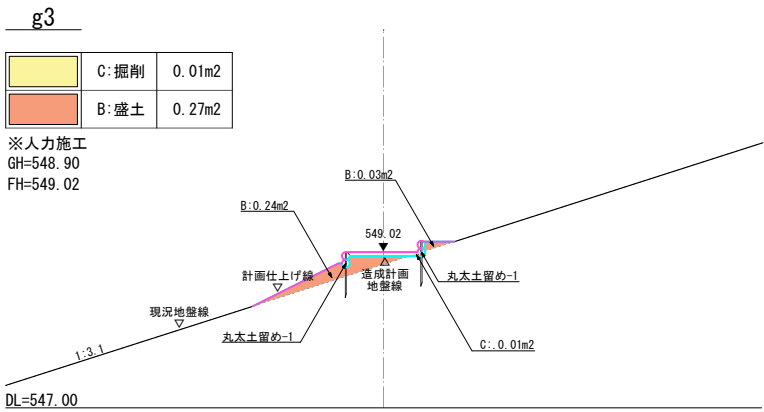 g3
C:掘削 0.01m2
B:盛土 0.27m2
※人力施工
GH=548.90
FH=549.02
B:0.03m2
B:0.24m2
549.02
計画仕上げ線
造成計画
地盤線
丸太土留め-1
現況地盤線
丸太土留め-1
C:.0.01m2
1:3.1
DL=547.00